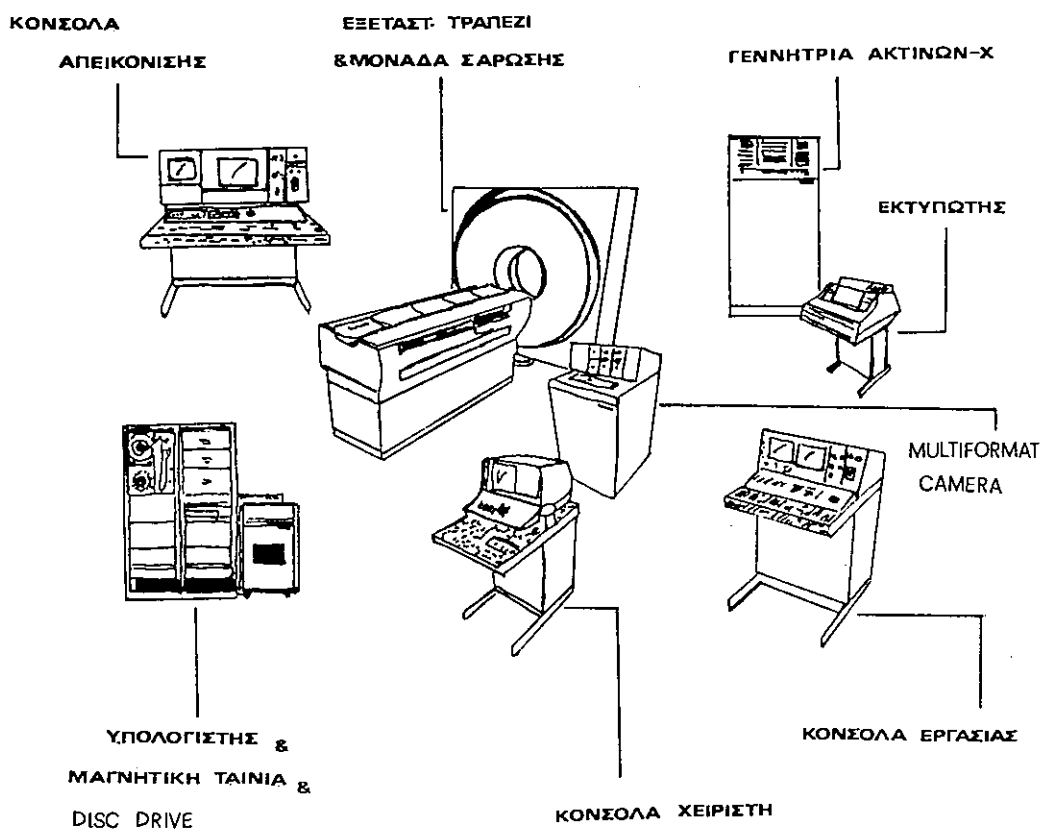 ΚΟΝΣΟΛΑ
ΑΠΕΙΚΟΝΙΣΗΣ
ΕΞΕΤΑΣΤ· ΤΡΑΠΕΖΙ
&ΜΟΝΑΔΑ ΣΑΡΩΣΗΣ
ΓΕΝΝΗΤΡΙΑ ΑΚΤΙΝΩΝ-Χ
ΕΚΤΥΠΩΤΗΣ
MULTIFORMAT
CAMERA
ΚΟΝΣΟΛΑ ΕΡΓΑΣΙΑΣ
ΥΠΟΛΟΓΙΣΤΗΣ &
ΜΑΓΝΗΤΙΚΗ ΤΑΙΝΙΑ &
DISC DRIVE
ΚΟΝΣΟΛΑ ΧΕΙΡΙΣΤΗ